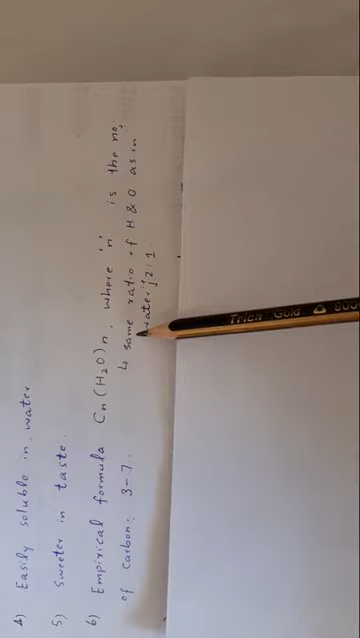 4) Easily soluble in water
5) Sweeter in taste.
6) Empirical formula Cn(H2O)n, where 'n' is the no,
of carbon. 3-7.
↳ same ratio of H & O as in
water; 2:1.
Tricn Gold